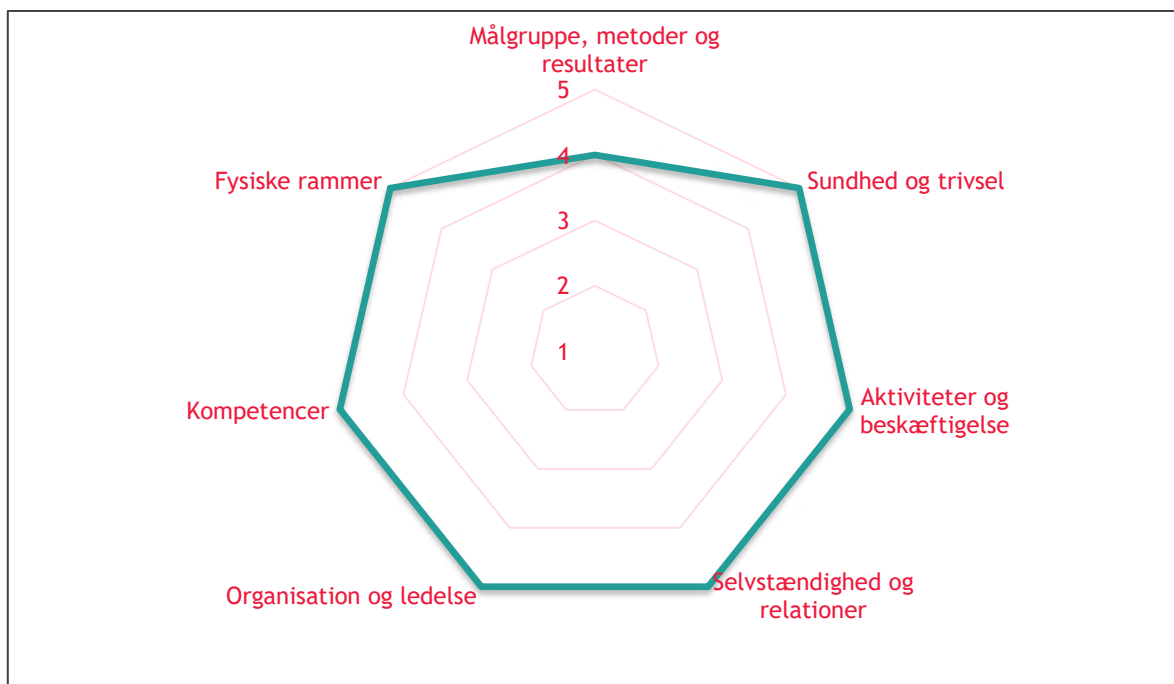 Målgruppe, metoder og
resultater
5
4
3
2
1
Fysiske rammer
Sundhed og trivsel
Kompetencer
Aktiviteter og
beskæftigelse
Organisation og ledelse
Selvstændighed og
relationer